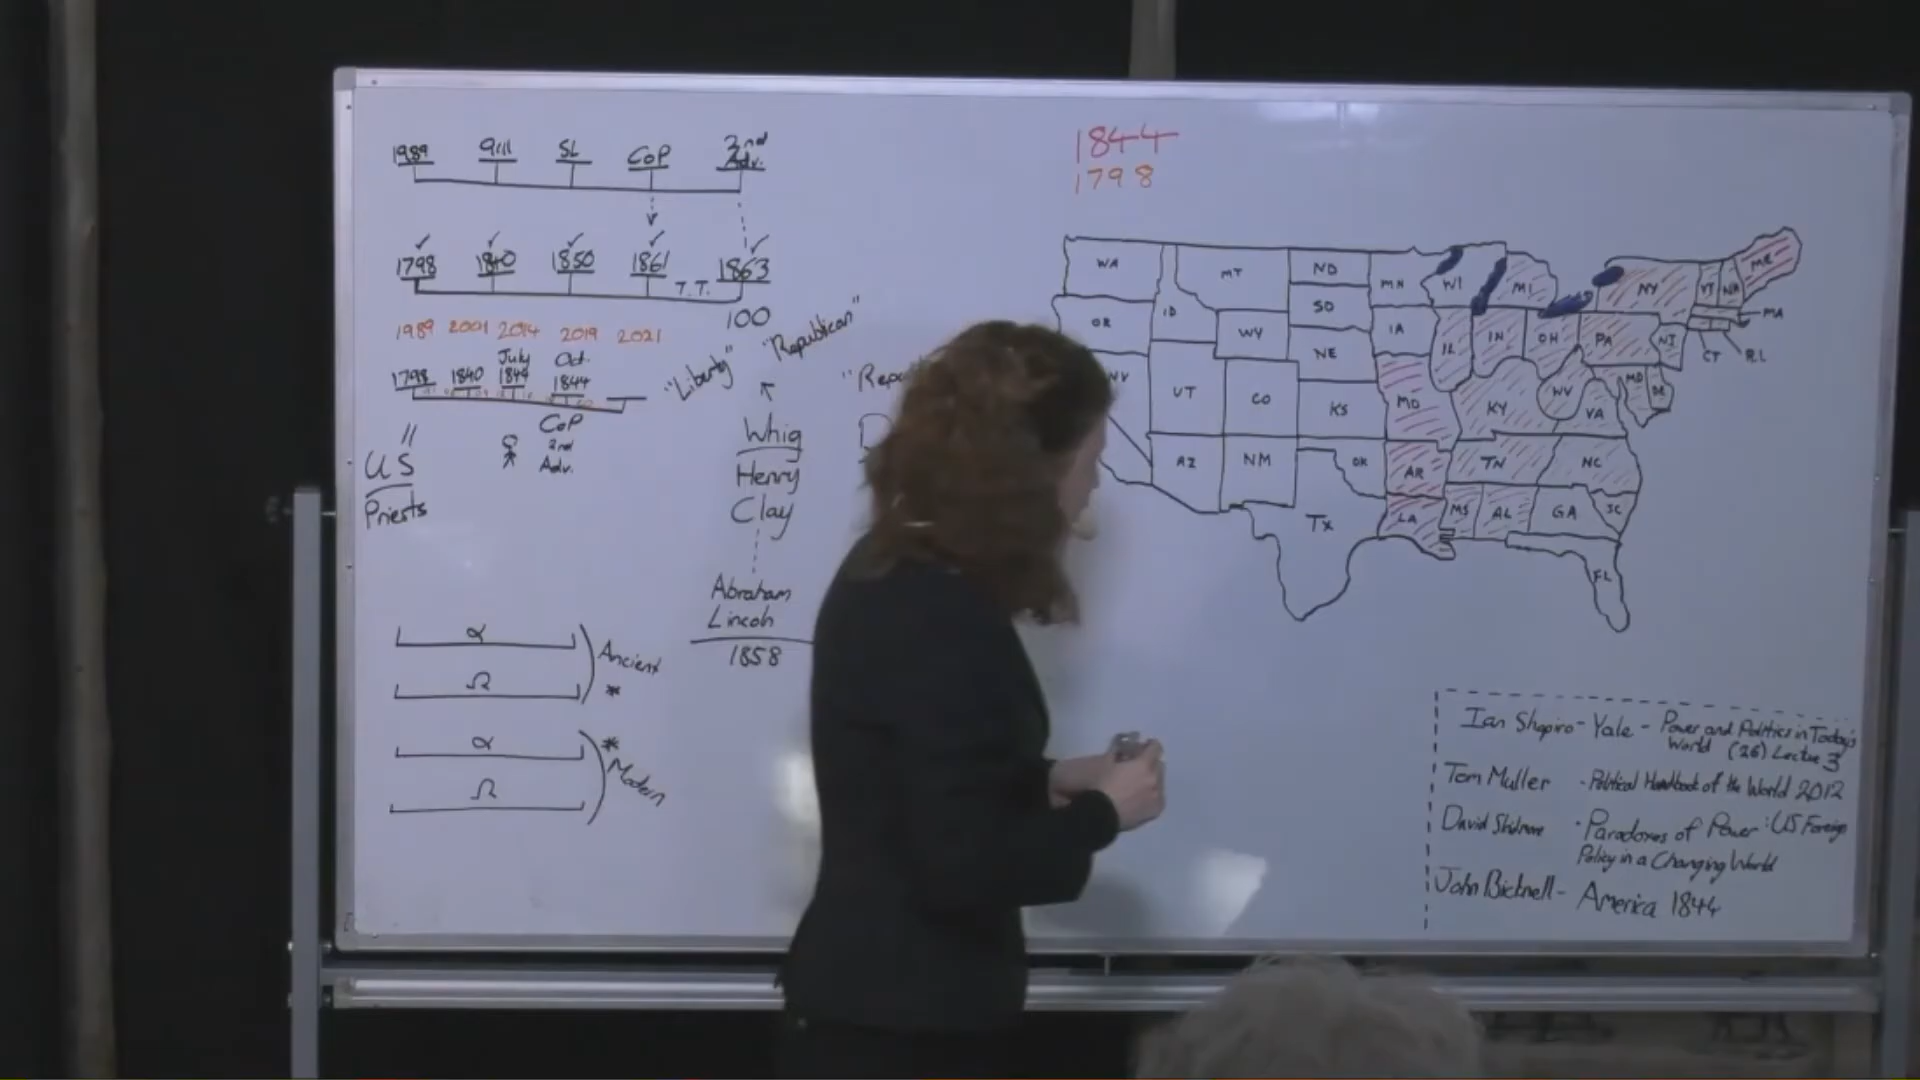 1989 9/11 SL CoP 2nd Adv.
1798 1840 1850 1861 T.T. 1863
100
1989 2001 2014 2019 2021
July Oct.
1798 1840 1844 1844
CoP
2nd
Adv.
US
Priests
"Liberty" "Republican"
Whig
Henry
Clay
Abraham
Lincoln
1858
α
Ω
Ancient
*
α
Ω
*
Modern
1844
1798
WA MT ND MN WI MI NY VT NH ME
OR ID WY SD IA IL IN OH PA NJ MA
CT R.I.
NV UT CO NE KS MO KY WV VA MD DE
AZ NM OK AR TN NC
TX LA MS AL GA SC
FL
Ian Shapiro - Yale - Power and Politics in Today's
World (26) Lecture 3
Tom Muller - Political Handbook of the World 2012
David Skidmore - Paradoxes of Power: US Foreign
Policy in a Changing World
John Bicknell - America 1844